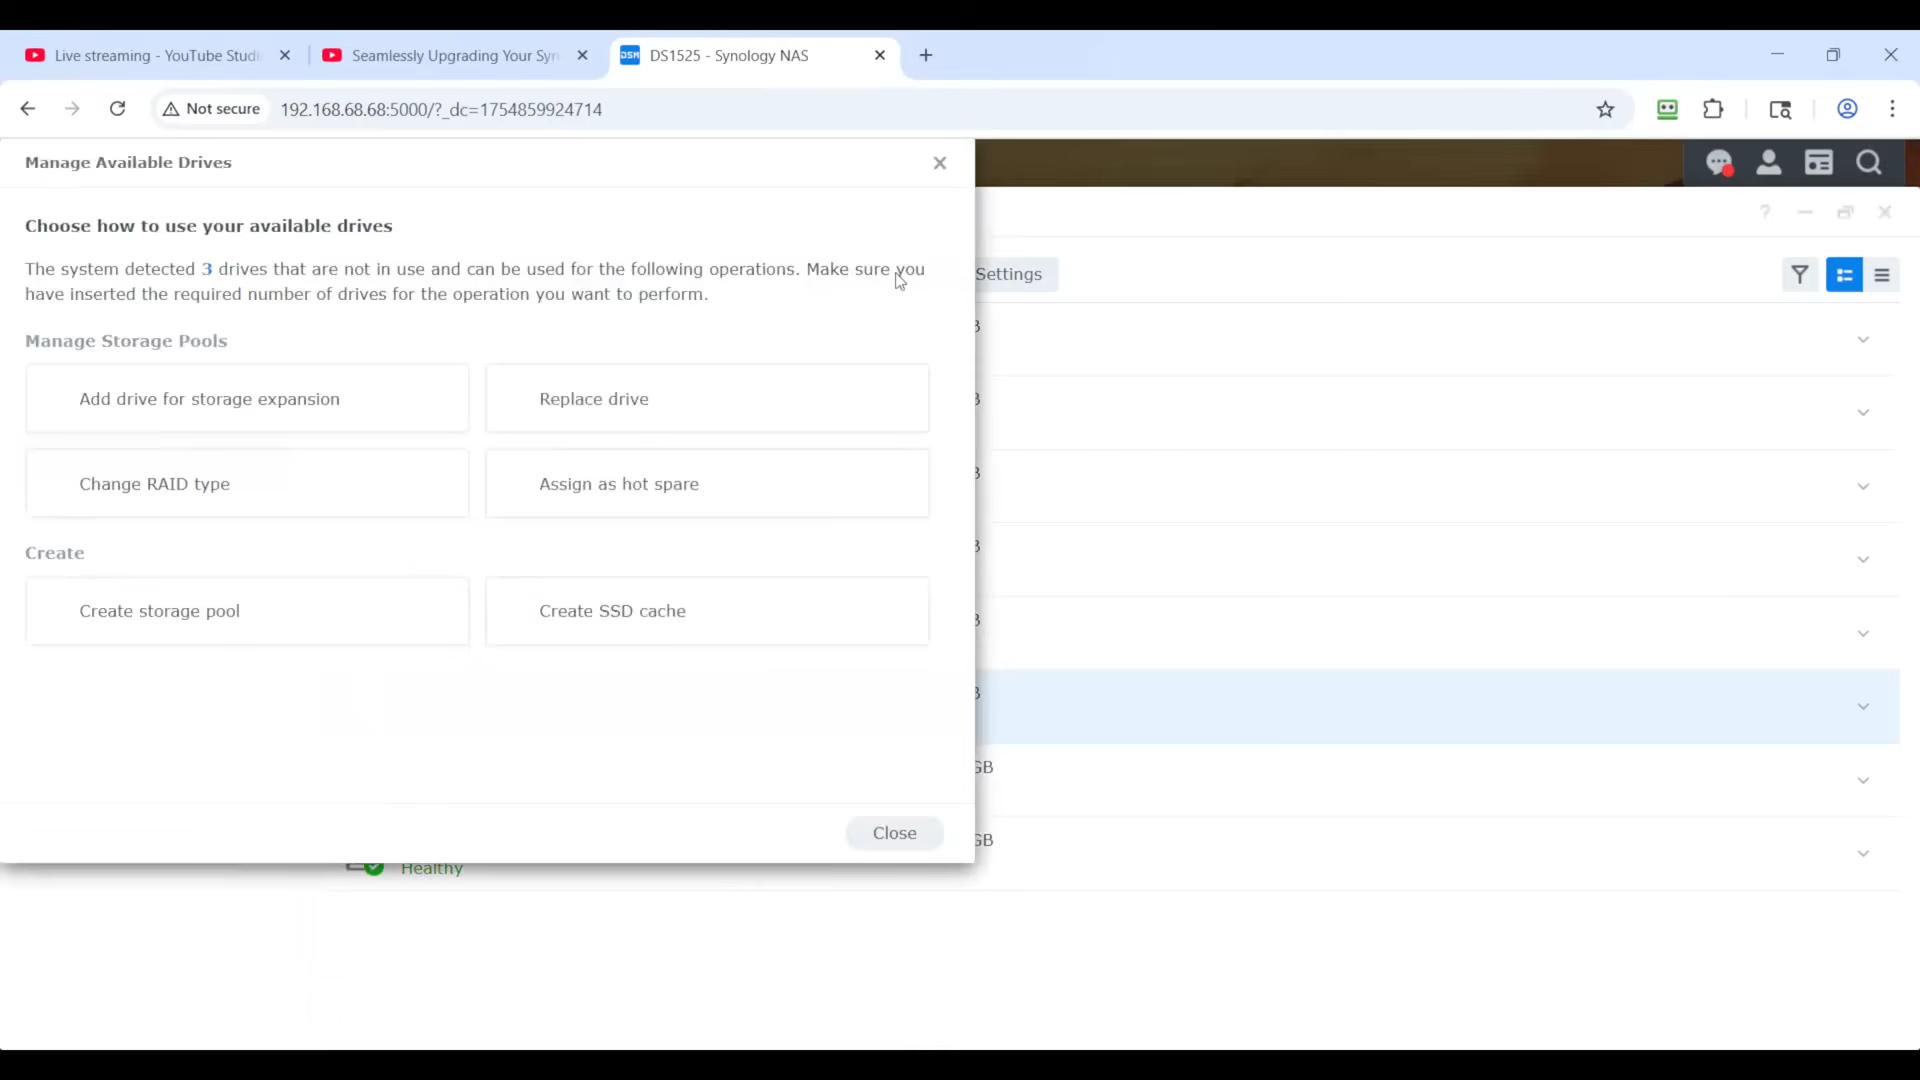 Live streaming - YouTube Studi
Seamlessly Upgrading Your Syn
DSM
DS1525 - Synology NAS
Not secure
192.168.68.68:5000/?_dc=1754859924714
Manage Available Drives
Choose how to use your available drives
The system detected 3 drives that are not in use and can be used for the following operations. Make sure you
have inserted the required number of drives for the operation you want to perform.
Settings
Manage Storage Pools
Add drive for storage expansion
Replace drive
Change RAID type
Assign as hot spare
Create
Create storage pool
Create SSD cache
GB
Close
GB
Healthy